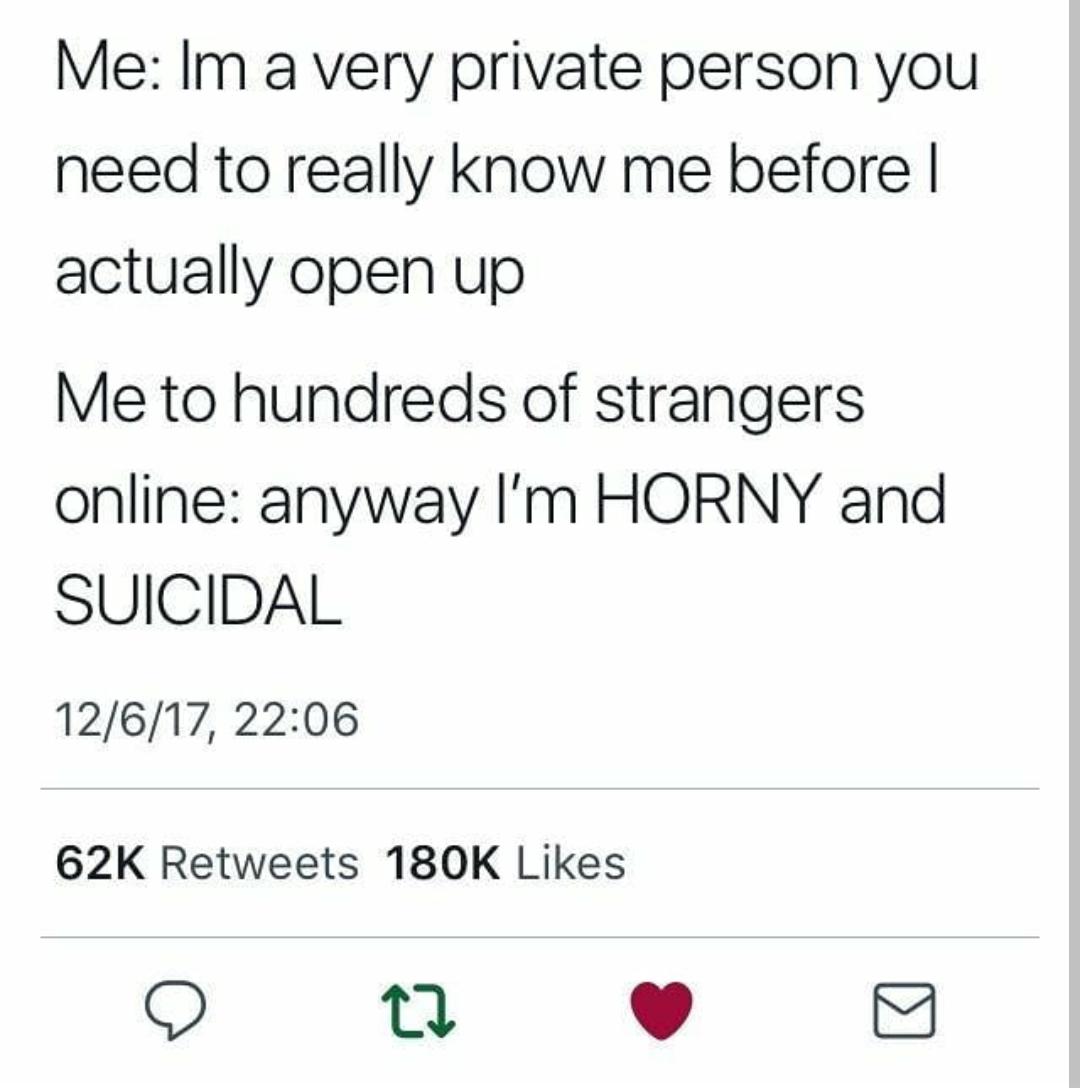 Me: Im a very private person you
need to really know me before I
actually open up
Me to hundreds of strangers
online: anyway I’m HORNY and
SUICIDAL
12/6/17, 22:06
62K Retweets 180K Likes